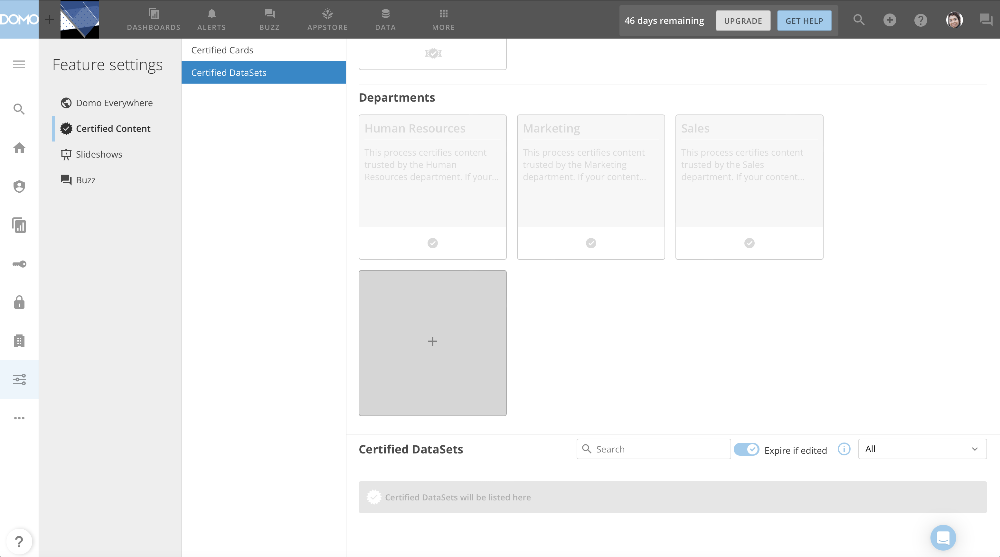 DOMO
DASHBOARDS
ALERTS
BUZZ
APPSTORE
DATA
MORE
46 days remaining
UPGRADE
GET HELP
Feature settings
Domo Everywhere
Certified Content
Slideshows
Buzz
Certified Cards
Certified DataSets
Departments
Human Resources
This process certifies content
trusted by the Human
Resources department. If your...
Marketing
This process certifies content
trusted by the Marketing
department. If your content...
Sales
This process certifies content
trusted by the Sales
department. If your content...
Certified DataSets
Search
Expire if edited
All
Certified DataSets will be listed here